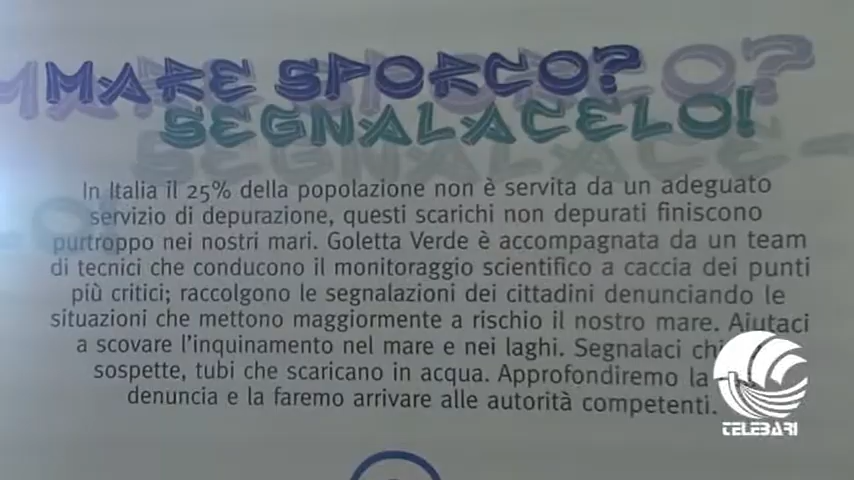 MARE SPORCO?
SEGNALACELO!
In Italia il 25% della popolazione non è servita da un adeguato
servizio di depurazione, questi scarichi non depurati finiscono
purtroppo nei nostri mari. Goletta Verde è accompagnata da un team
di tecnici che conducono il monitoraggio scientifico a caccia dei punti
più critici; raccolgono le segnalazioni dei cittadini denunciando le
situazioni che mettono maggiormente a rischio il nostro mare. Aiutaci
a scovare l'inquinamento nel mare e nei laghi. Segnalaci
sospette, tubi che scaricano in acqua. Approfondiremo la
denuncia e la faremo arrivare alle autorità competenti.
TELEBARI